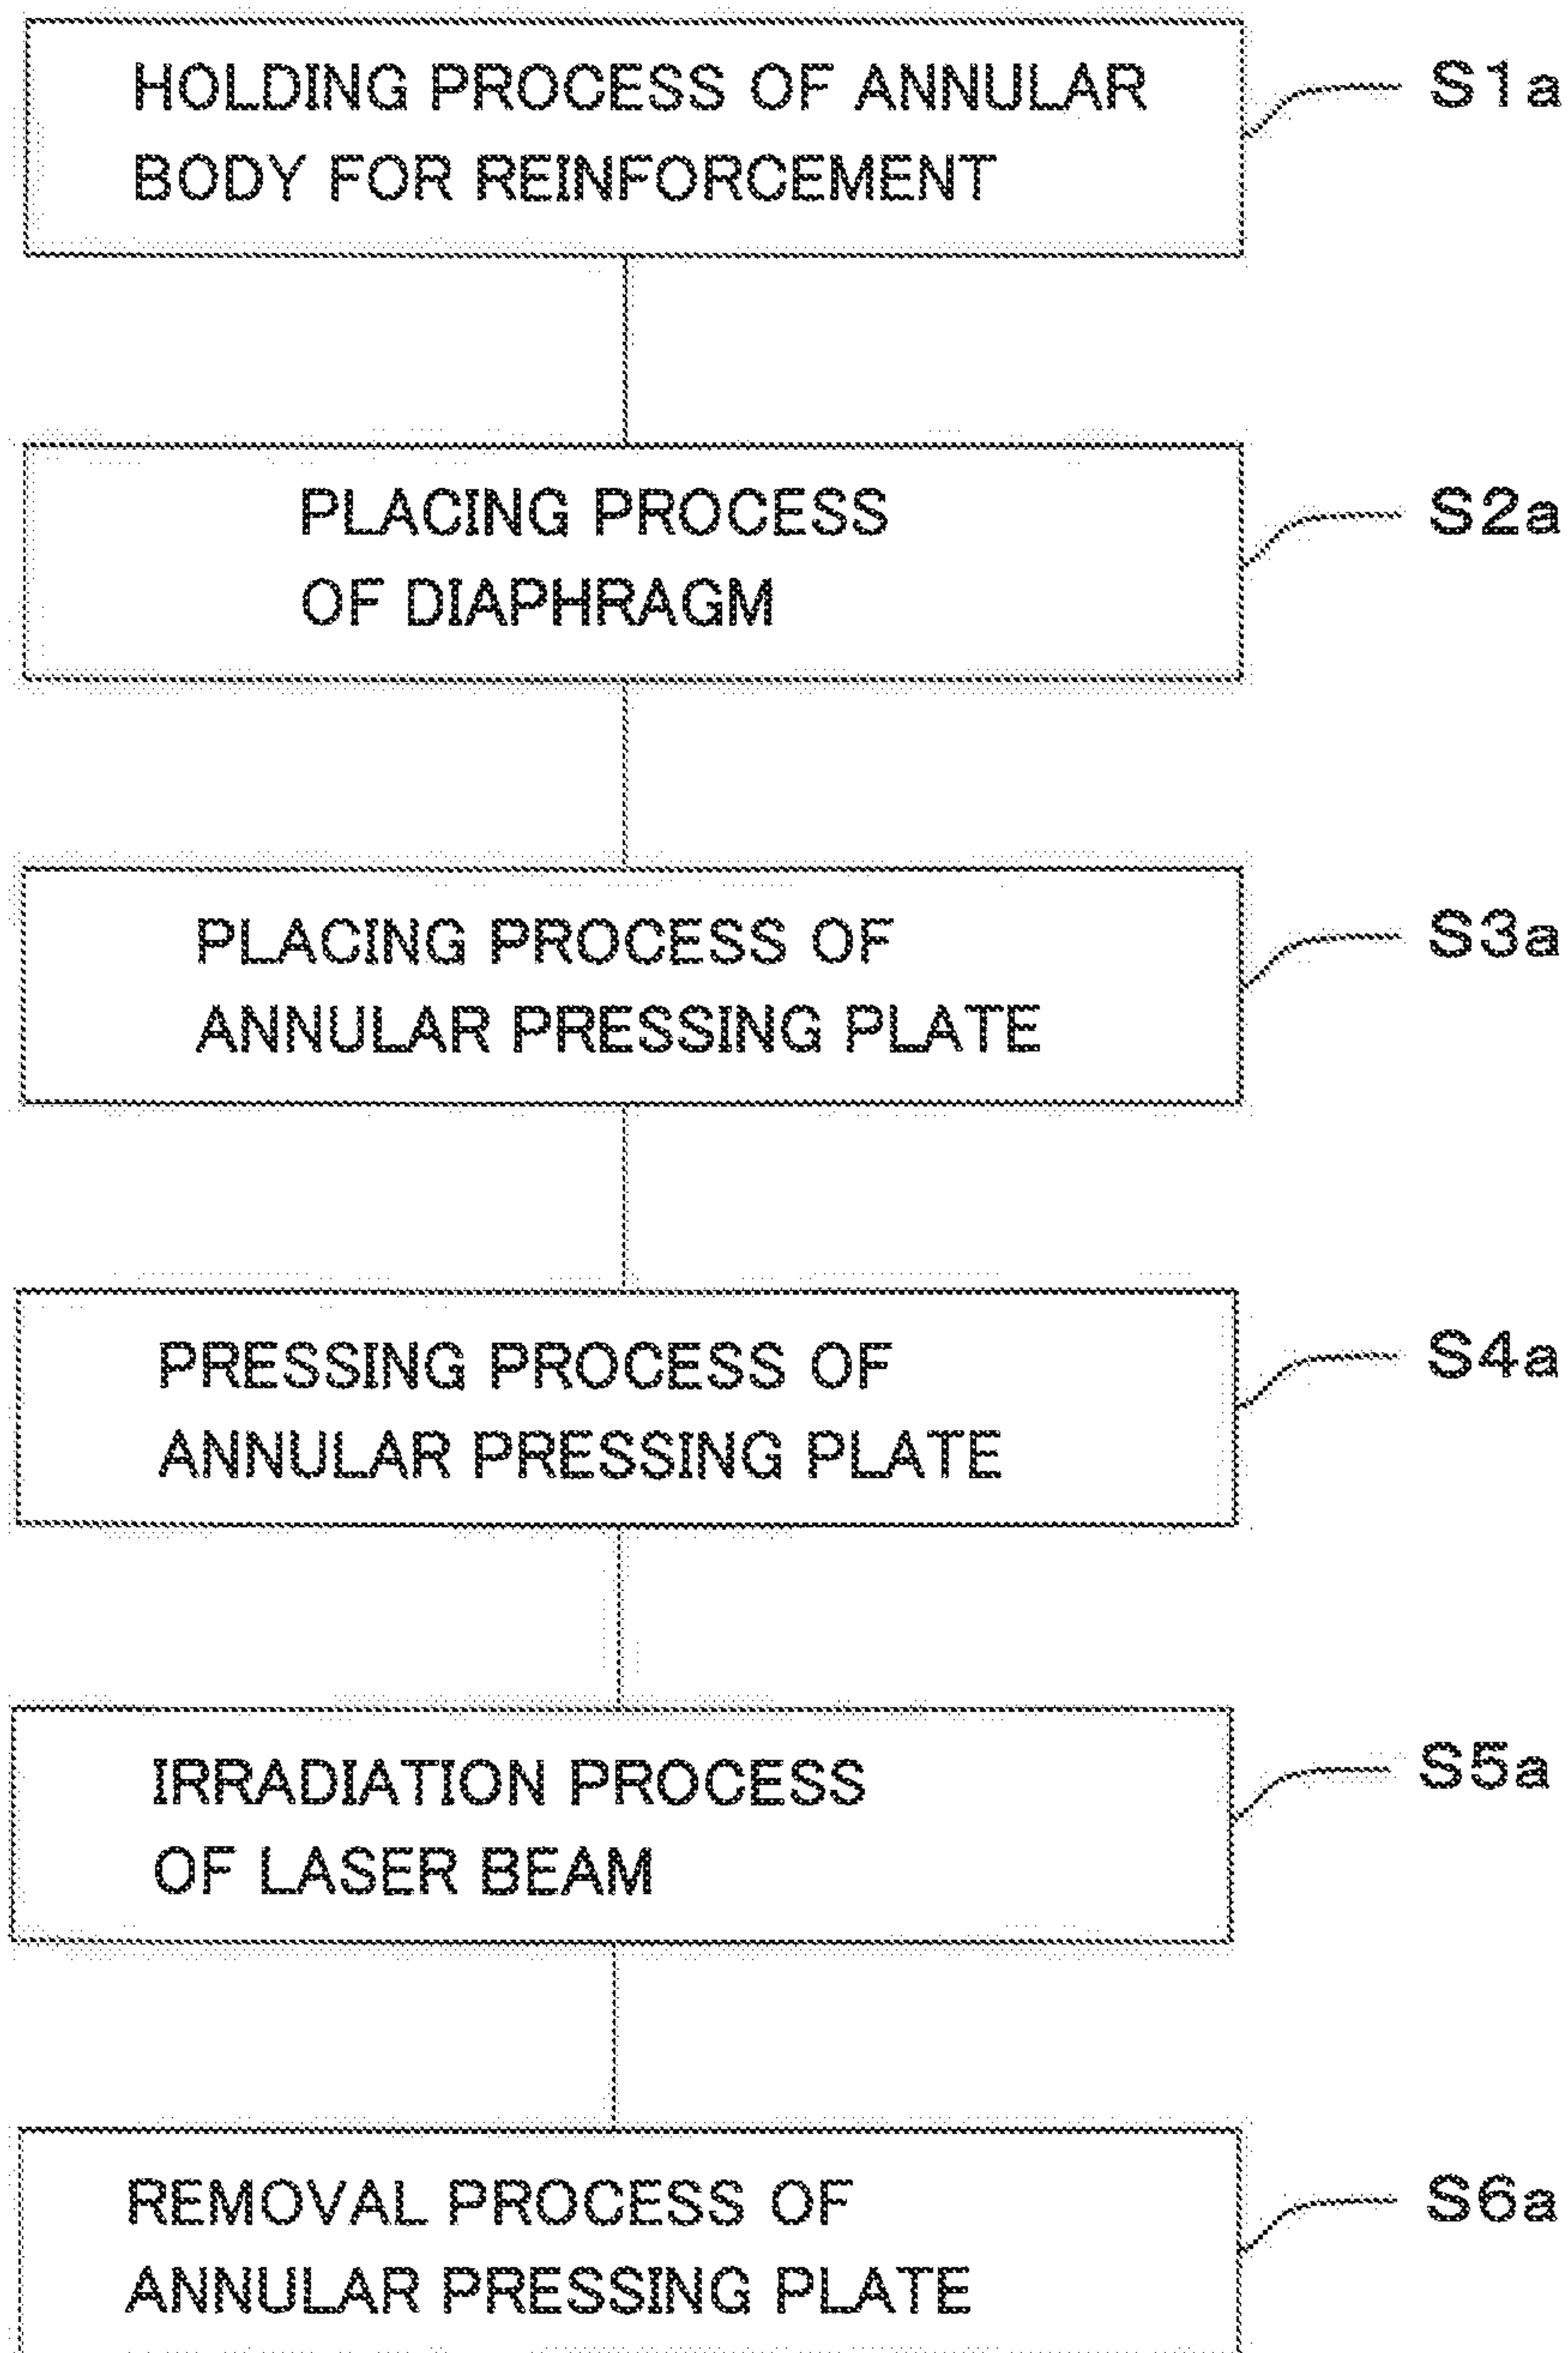 HOLDING PROCESS OF ANNULAR
BODY FOR REINFORCEMENT
S1a
PLACING PROCESS
OF DIAPHRAGM
S2a
PLACING PROCESS OF
ANNULAR PRESSING PLATE
S3a
PRESSING PROCESS OF
ANNULAR PRESSING PLATE
S4a
IRRADIATION PROCESS
OF LASER BEAM
S5a
REMOVAL PROCESS OF
ANNULAR PRESSING PLATE
S6a